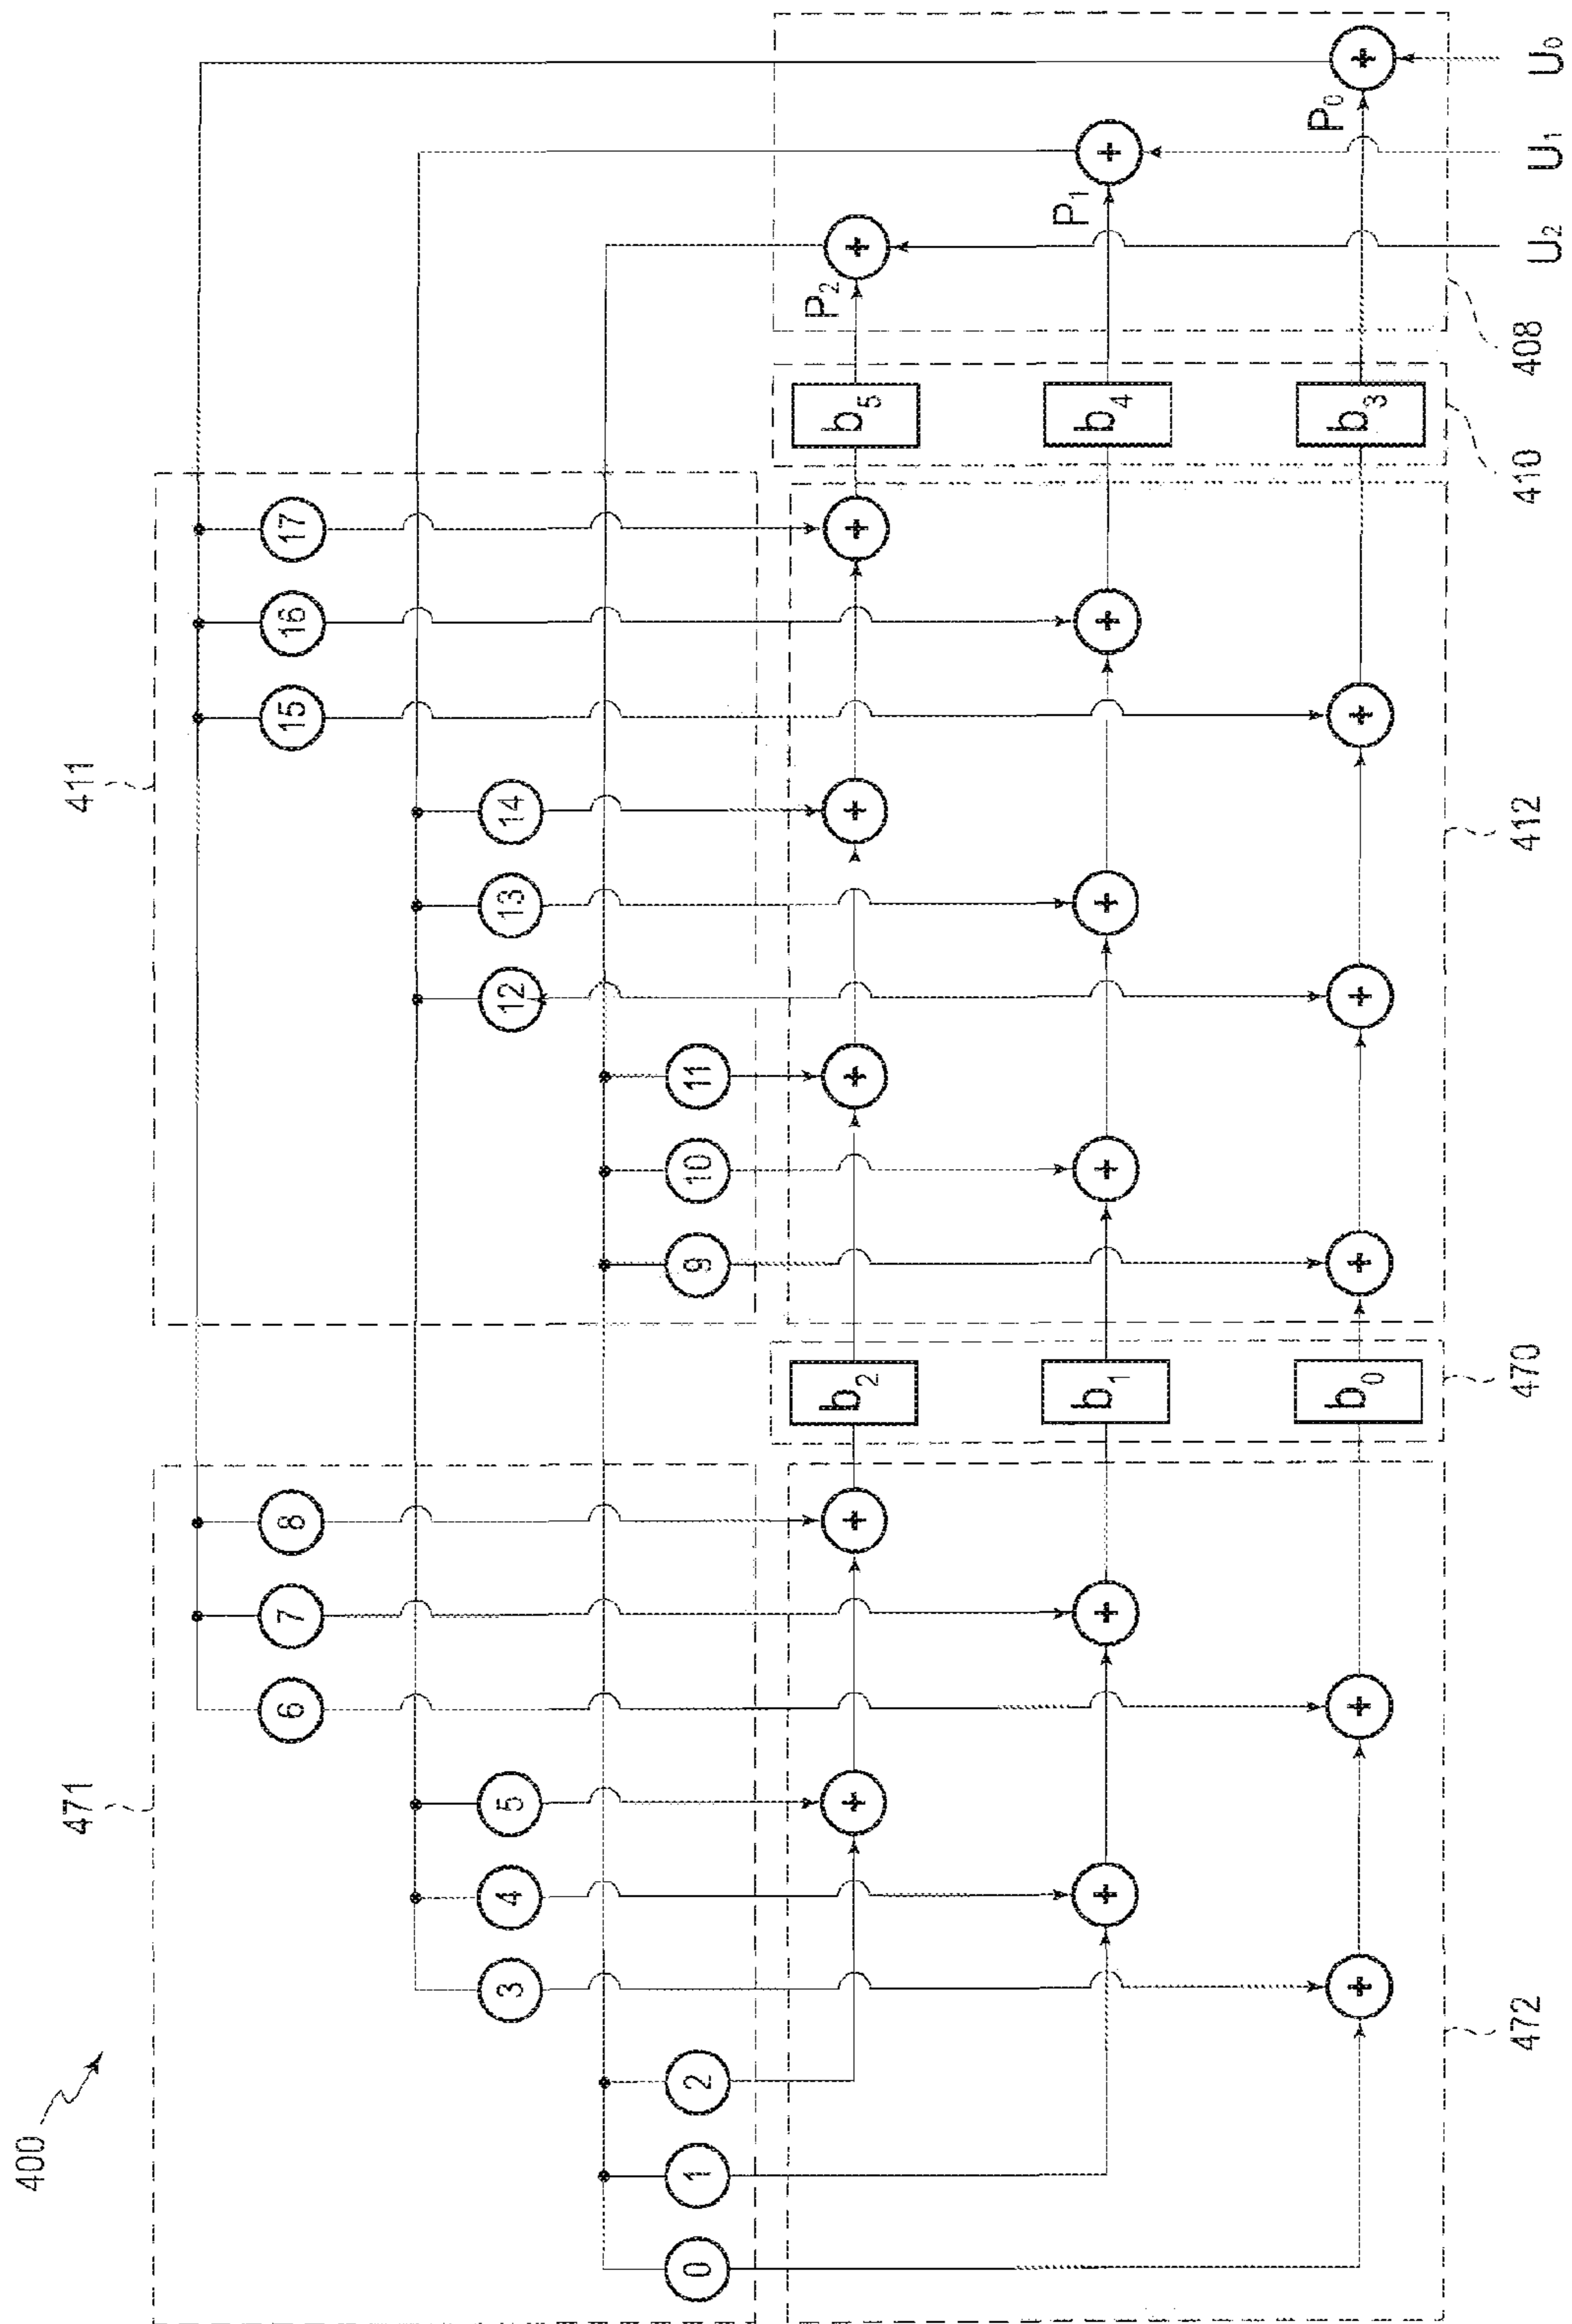 400
471
411
6 7 8 15 16 17
3 4 5 12 13 14
0 1 2 9 10 11
+ + + + + +
b₂ b₅ P₂
+ + + + + +
b₁ b₄ P₁
+ + + + + +
b₀ b₃ P₀
472 470 412 410 408
U₂ U₁ U₀